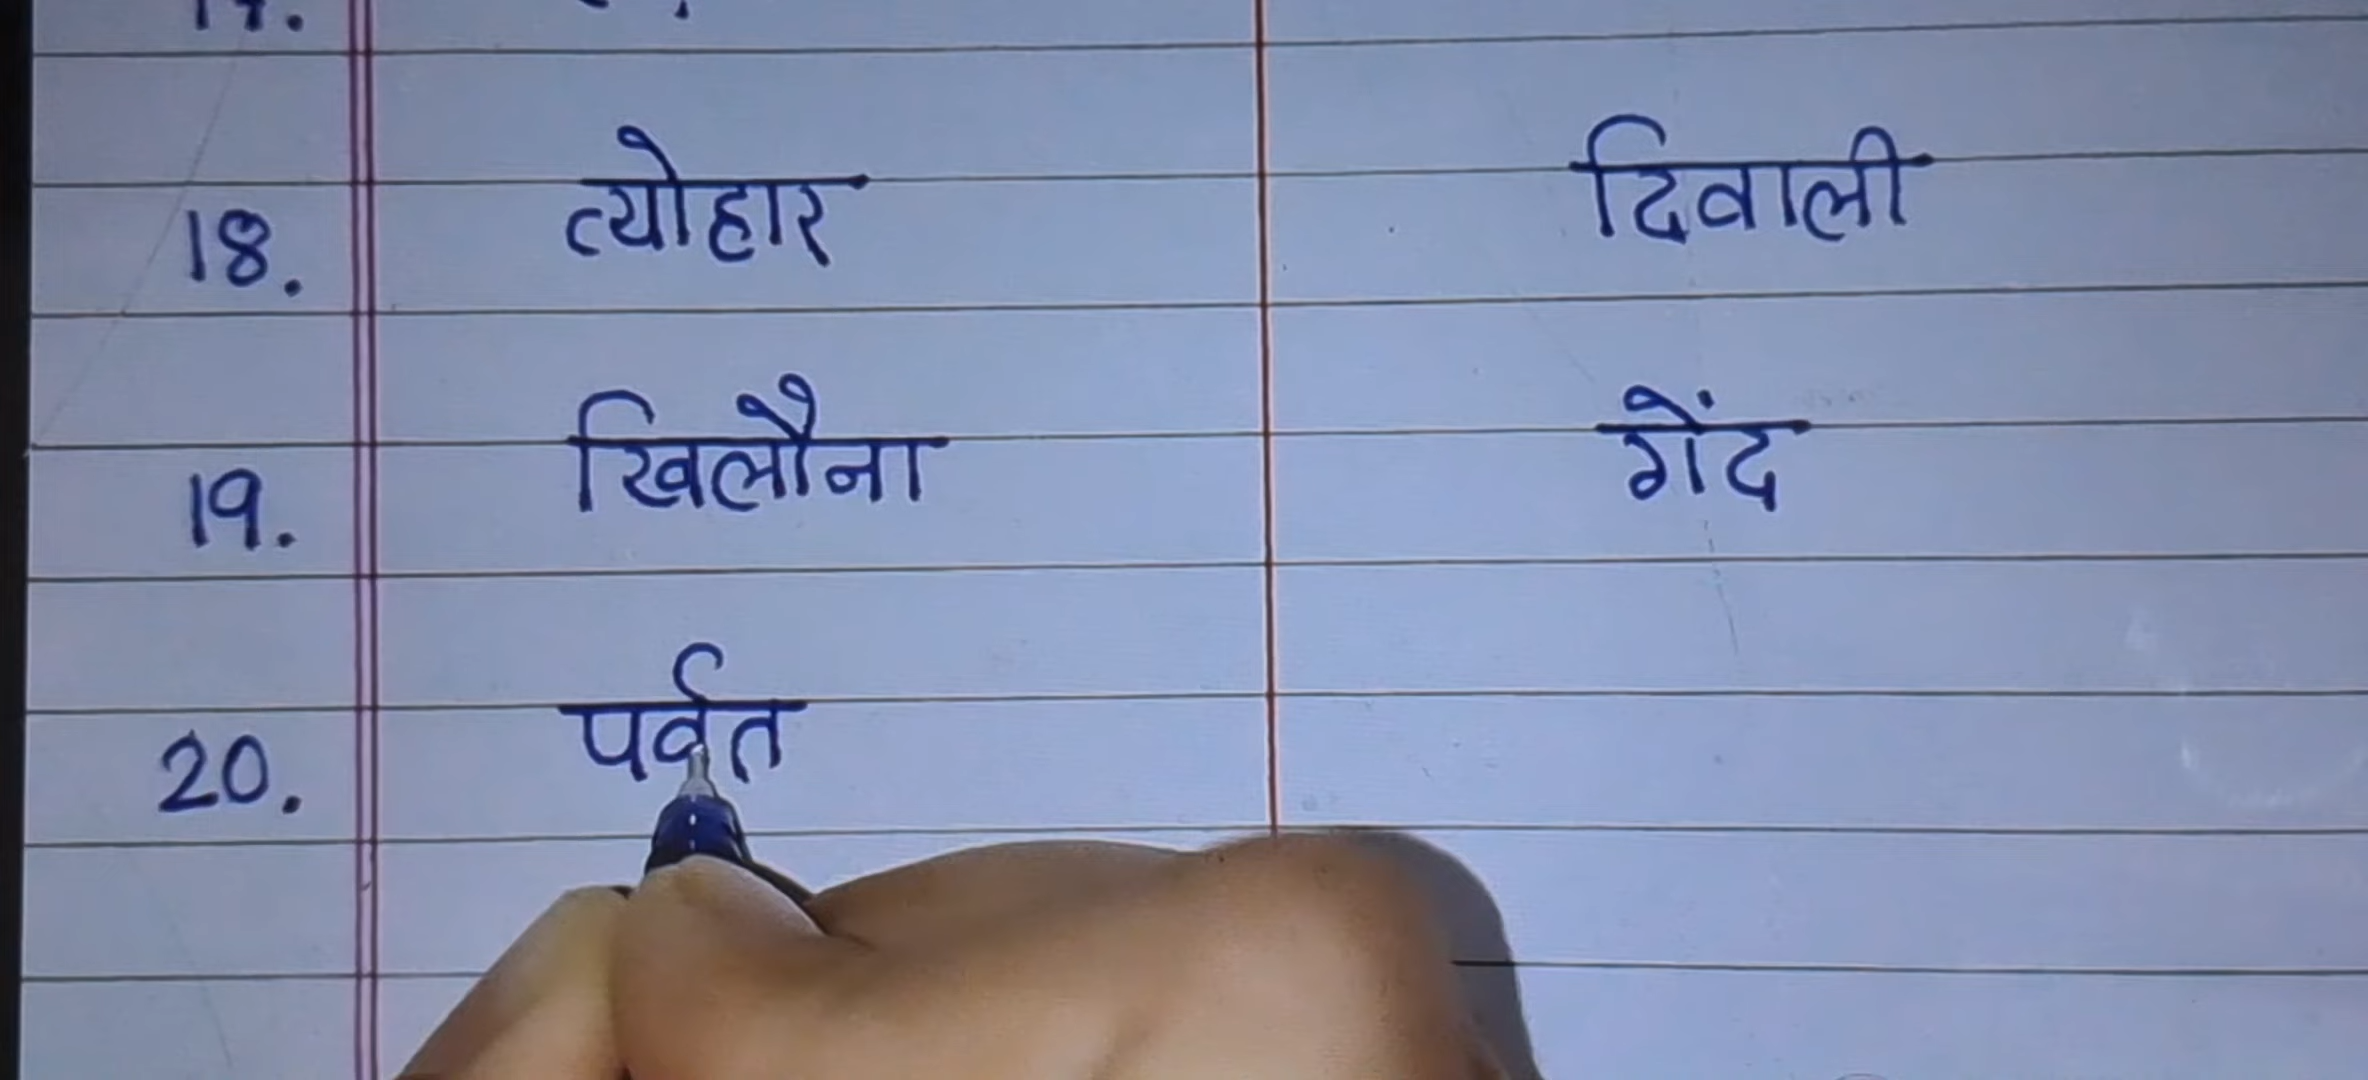 18. त्योहार दिवाली
19. खिलौना गेंद
20. पर्वत